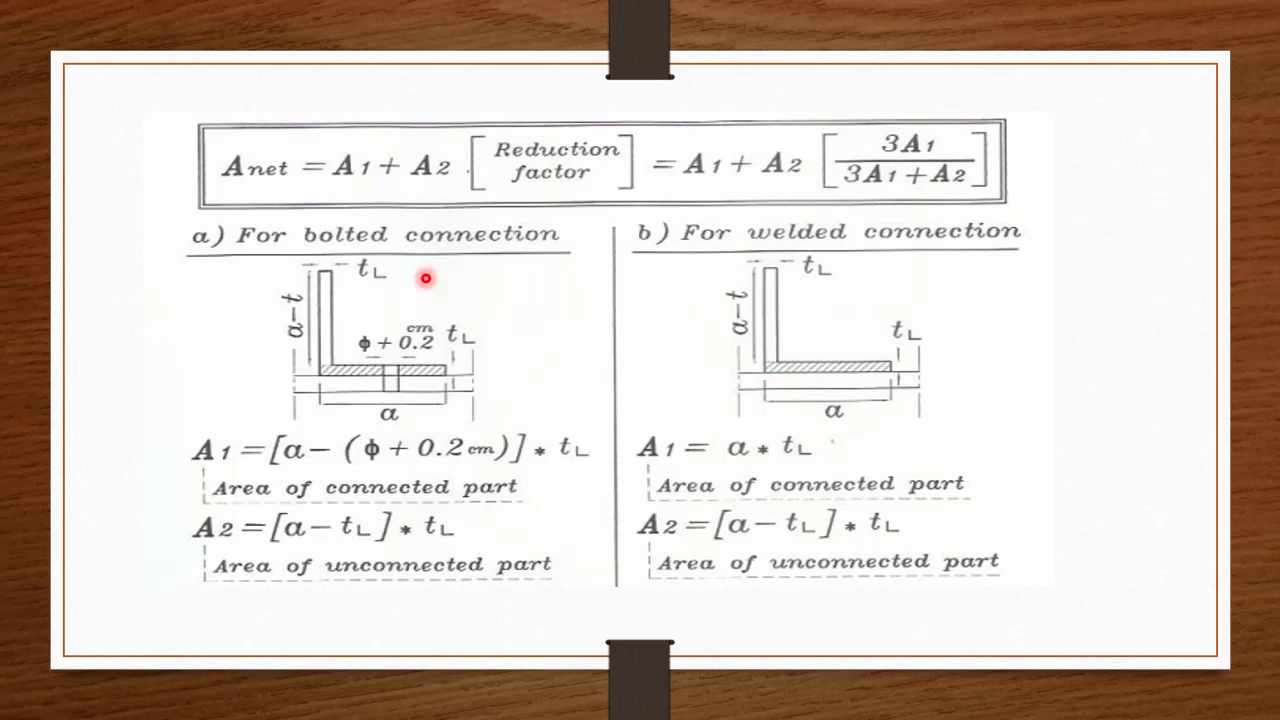 Anet = A1 + A2 [Reduction factor] = A1 + A2 [3A1 / 3A1 + A2]
a) For bolted connection
tL
a-t
cm
ϕ + 0.2
tL
a
A1 = [a - (ϕ + 0.2 cm)] * tL
Area of connected part
A2 = [a - tL] * tL
Area of unconnected part
b) For welded connection
tL
a-t
tL
a
A1 = a * tL
Area of connected part
A2 = [a - tL] * tL
Area of unconnected part